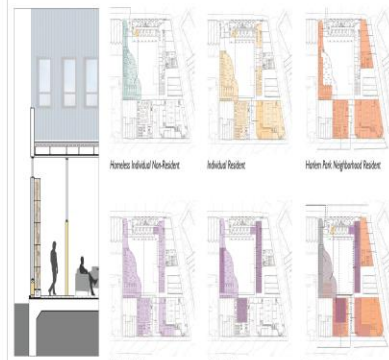 Homeless Individual Non-Resident
Individual Resident
Harlem Park Neighborhood Resident